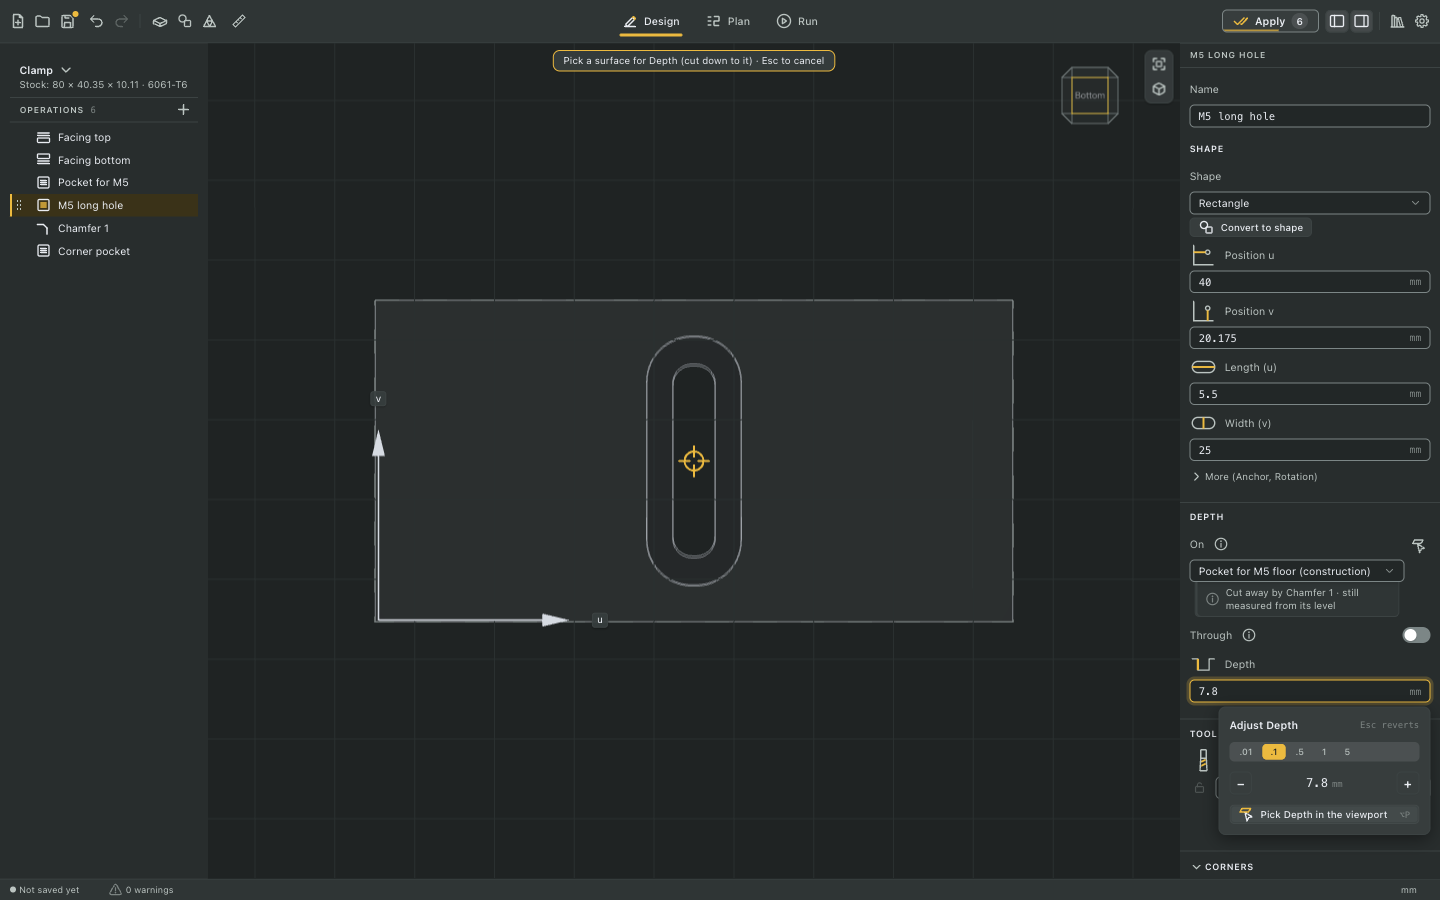 Design
Plan
Run
Apply 6
Clamp
Stock: 80 × 40.35 × 10.11 · 6061-T6
OPERATIONS 6
Facing top
Facing bottom
Pocket for M5
M5 long hole
Chamfer 1
Corner pocket
Pick a surface for Depth (cut down to it) · Esc to cancel
Bottom
v
u
M5 LONG HOLE
Name
M5 long hole
SHAPE
Shape
Rectangle
Convert to shape
Position u
40 mm
Position v
20.175 mm
Length (u)
5.5 mm
Width (v)
25 mm
More (Anchor, Rotation)
DEPTH
On
Pocket for M5 floor (construction)
Cut away by Chamfer 1 · still
measured from its level
Through
Depth
7.8 mm
TOOL
Adjust Depth Esc reverts
.01 .1 .5 1 5
− 7.8 mm +
Pick Depth in the viewport ⌥P
CORNERS
Not saved yet
0 warnings
mm